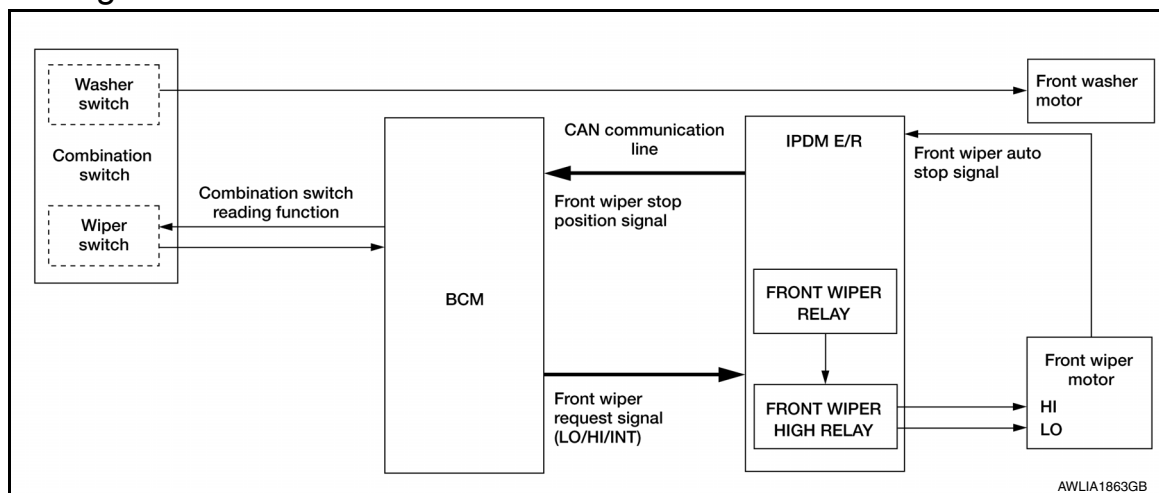 Washer
switch
Combination
switch
Wiper
switch
Combination switch
reading function
BCM
CAN communication
line
Front wiper stop
position signal
Front wiper
request signal
(LO/HI/INT)
IPDM E/R
FRONT WIPER
RELAY
FRONT WIPER
HIGH RELAY
Front washer
motor
Front wiper auto
stop signal
Front wiper
motor
HI
LO
AWLIA1863GB